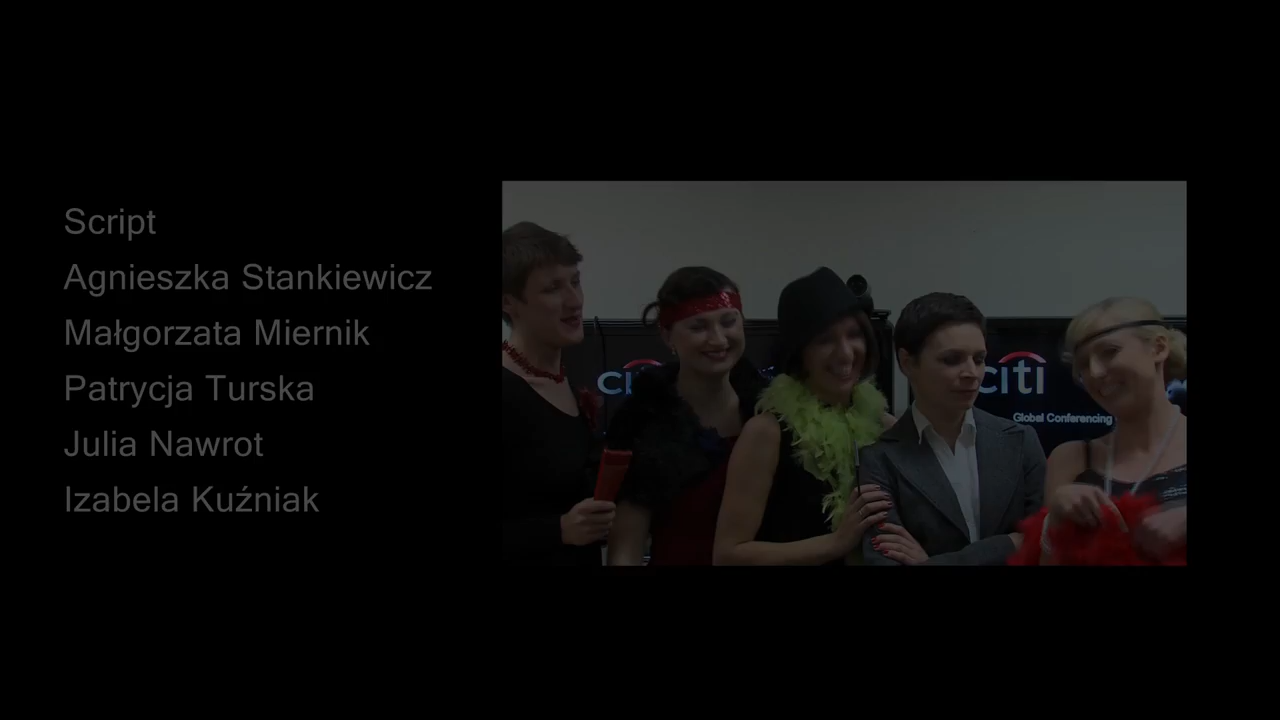 Script
Agnieszka Stankiewicz
Małgorzata Miernik
Patrycja Turska
Julia Nawrot
Izabela Kuźniak
citi
citi
Global Conferencing